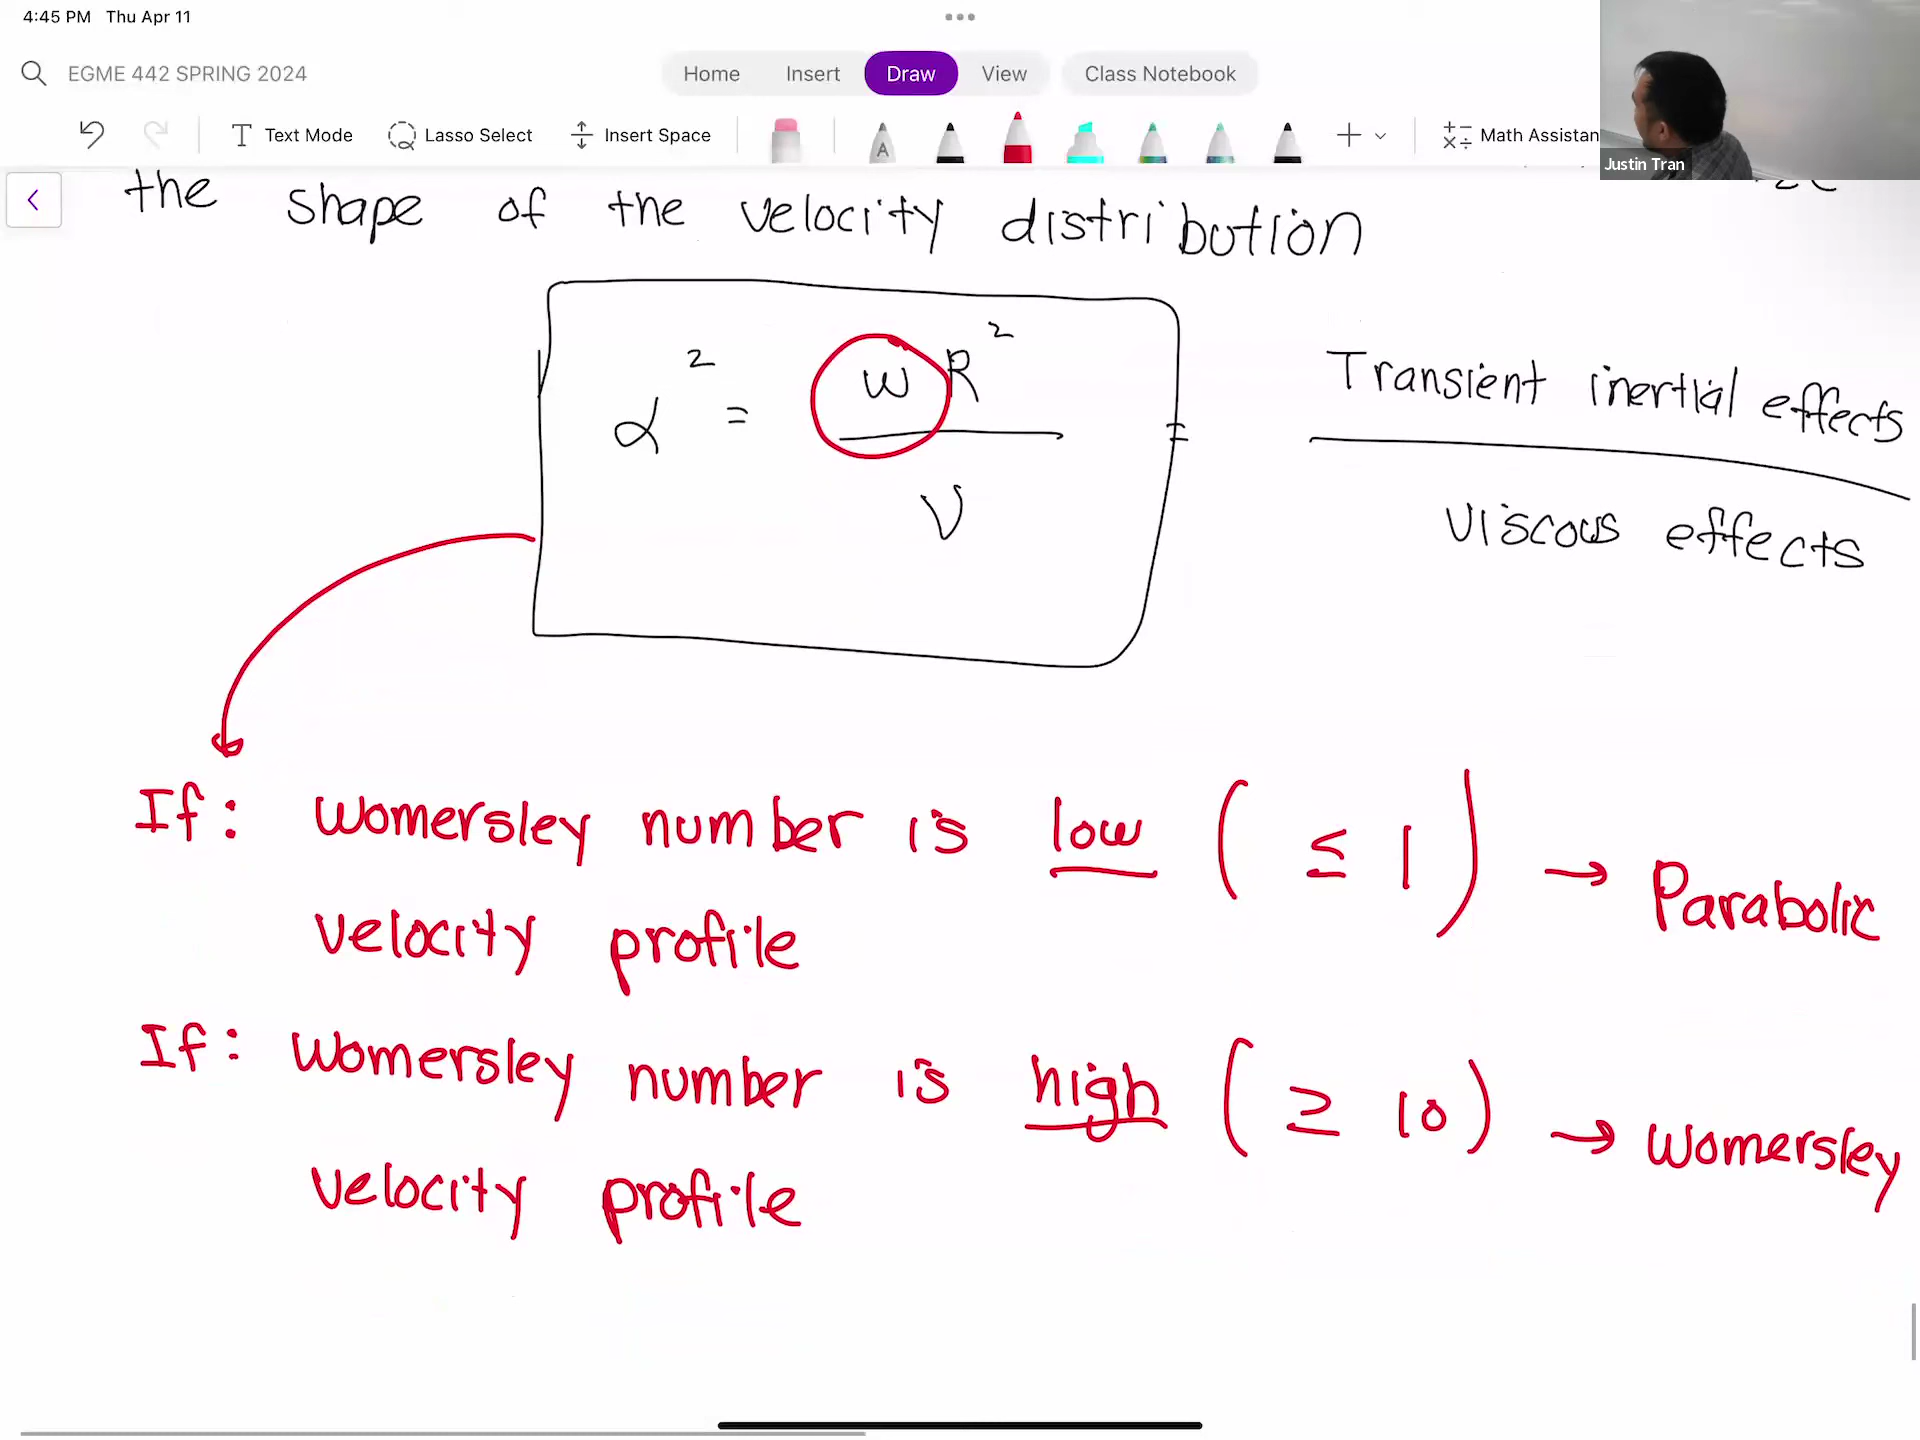 4:45 PM Thu Apr 11
EGME 442 SPRING 2024
Home Insert Draw View Class Notebook
Text Mode Lasso Select Insert Space A Math Assistan
Justin Tran
the shape of the velocity distribution
α² = ωR² / ν = Transient inertial effects / viscous effects
If: Womersley number is low ( ≤ 1 ) → Parabolic
velocity profile
If: Womersley number is high ( ≥ 10 ) → Womersley
velocity profile